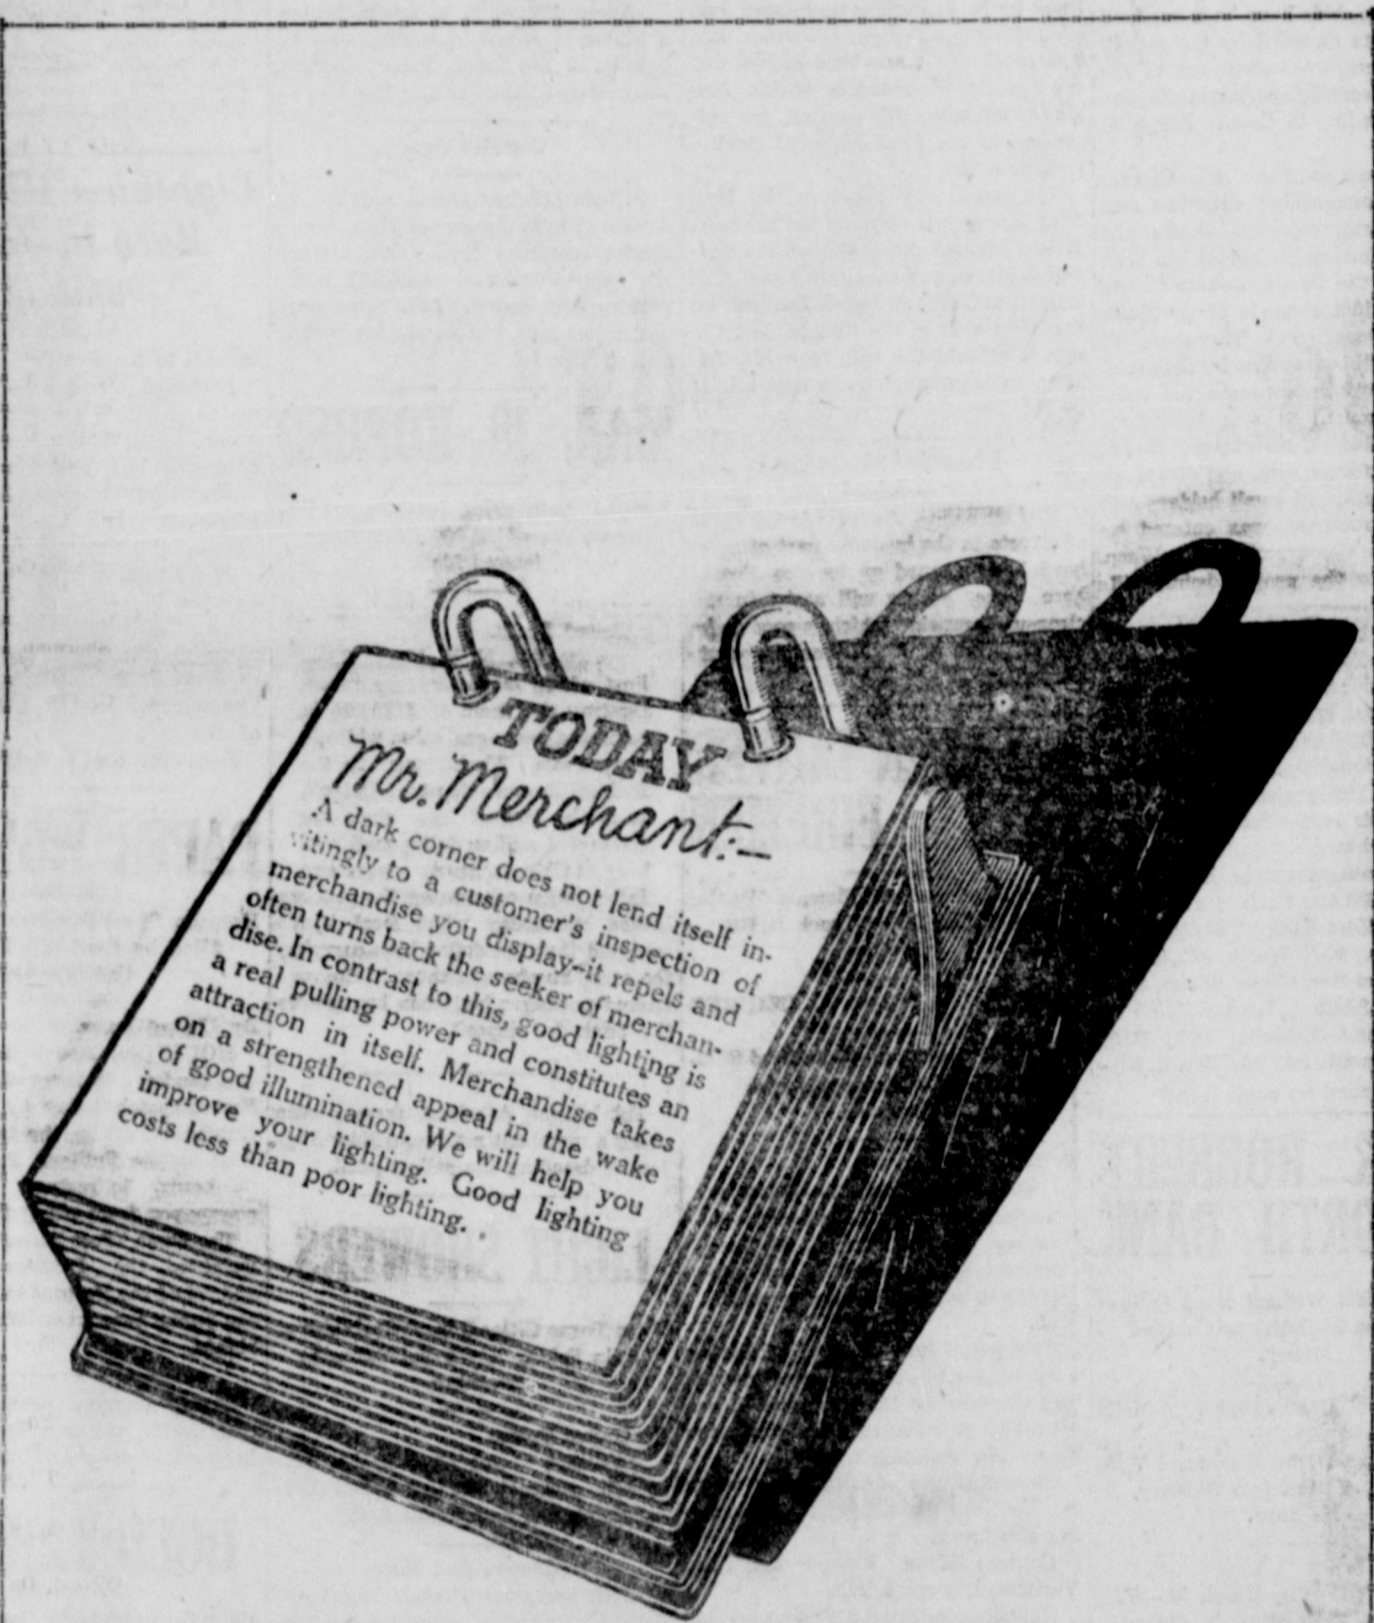 TODAY
Mr. Merchant:—
A dark corner does not lend itself in-
vitingly to a customer's inspection of
merchandise you display--it repels and
often turns back the seeker of merchan-
dise. In contrast to this, good lighting is
a real pulling power and constitutes an
attraction in itself. Merchandise takes
on a strengthened appeal in the wake
of good illumination. We will help you
improve your lighting. Good lighting
costs less than poor lighting.